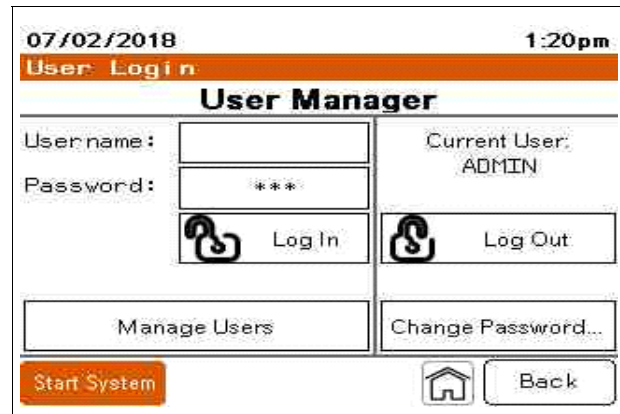 07/02/2018 1:20pm
User Login
User Manager
Username:
Current User:
ADMIN
Password: ***
Log In
Log Out
Manage Users
Change Password...
Start System
Back